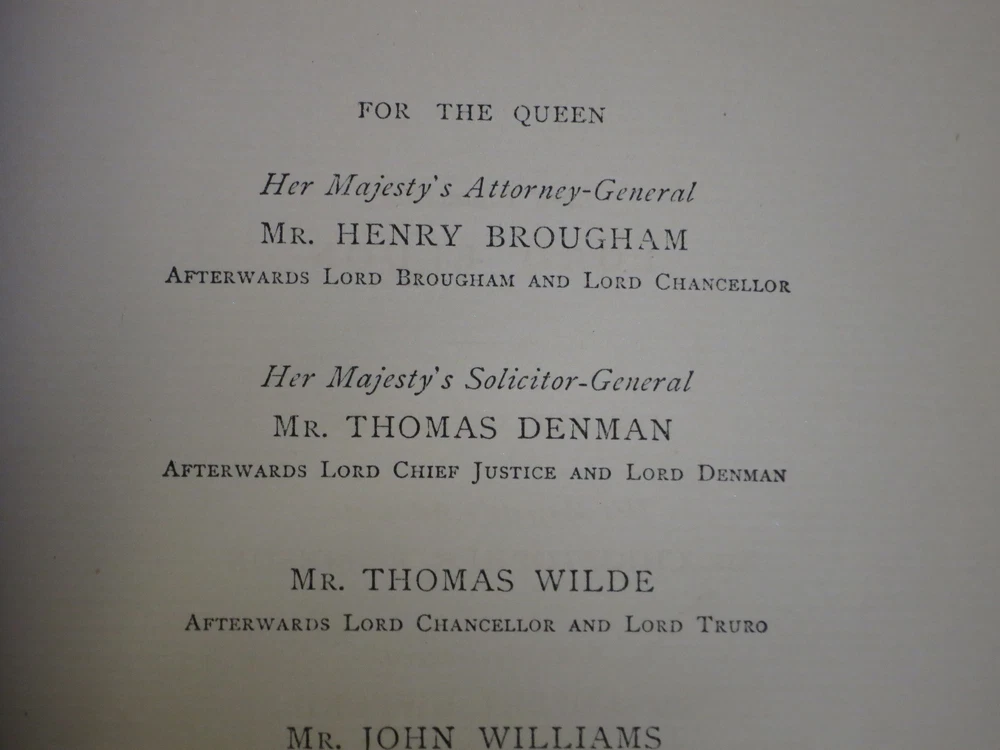 FOR THE QUEEN
Her Majesty's Attorney-General
MR. HENRY BROUGHAM
AFTERWARDS LORD BROUGHAM AND LORD CHANCELLOR
Her Majesty's Solicitor-General
MR. THOMAS DENMAN
AFTERWARDS LORD CHIEF JUSTICE AND LORD DENMAN
MR. THOMAS WILDE
AFTERWARDS LORD CHANCELLOR AND LORD TRURO
MR. JOHN WILLIAMS